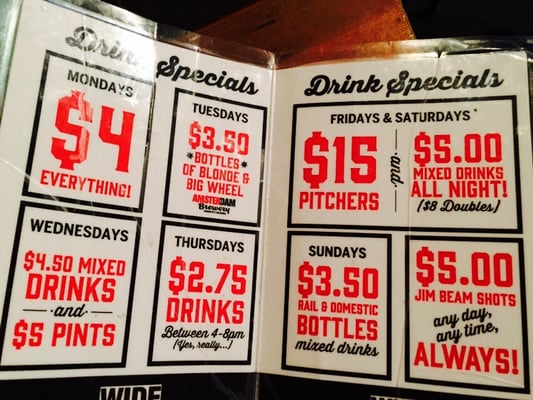 Drink Specials
MONDAYS
$4
EVERYTHING!
TUESDAYS
$3.50
*BOTTLES*
OF BLONDE &
BIG WHEEL
AMSTERDAM
Brewery
WEDNESDAYS
$4.50 MIXED
DRINKS
and
$5 PINTS
THURSDAYS
$2.75
DRINKS
Between 4-8pm
(Yes, really...)
WIDE
Drink Specials
FRIDAYS & SATURDAYS*
$15
PITCHERS
and
$5.00
MIXED DRINKS
ALL NIGHT!
($8 Doubles)
SUNDAYS
$3.50
RAIL & DOMESTIC
BOTTLES
mixed drinks
$5.00
JIM BEAM SHOTS
any day,
any time,
ALWAYS!
WIDE